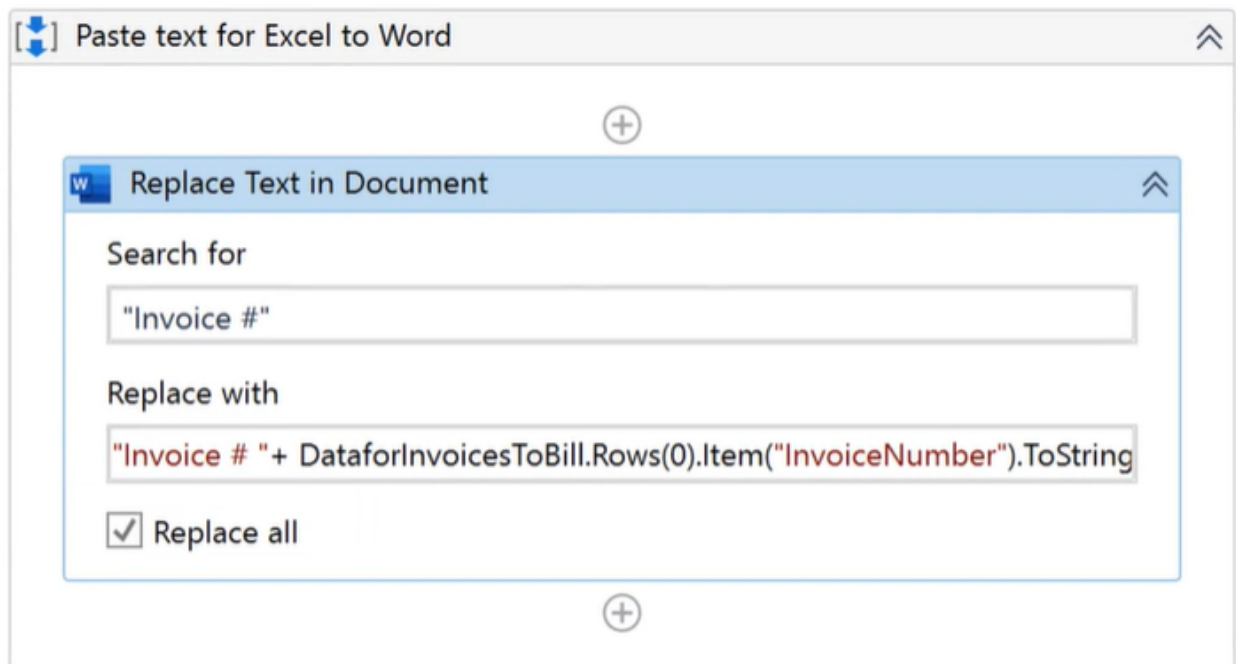 Paste text for Excel to Word
W Replace Text in Document
Search for
"Invoice #"
Replace with
"Invoice # "+ DataforInvoicesToBill.Rows(0).Item("InvoiceNumber").ToString
Replace all